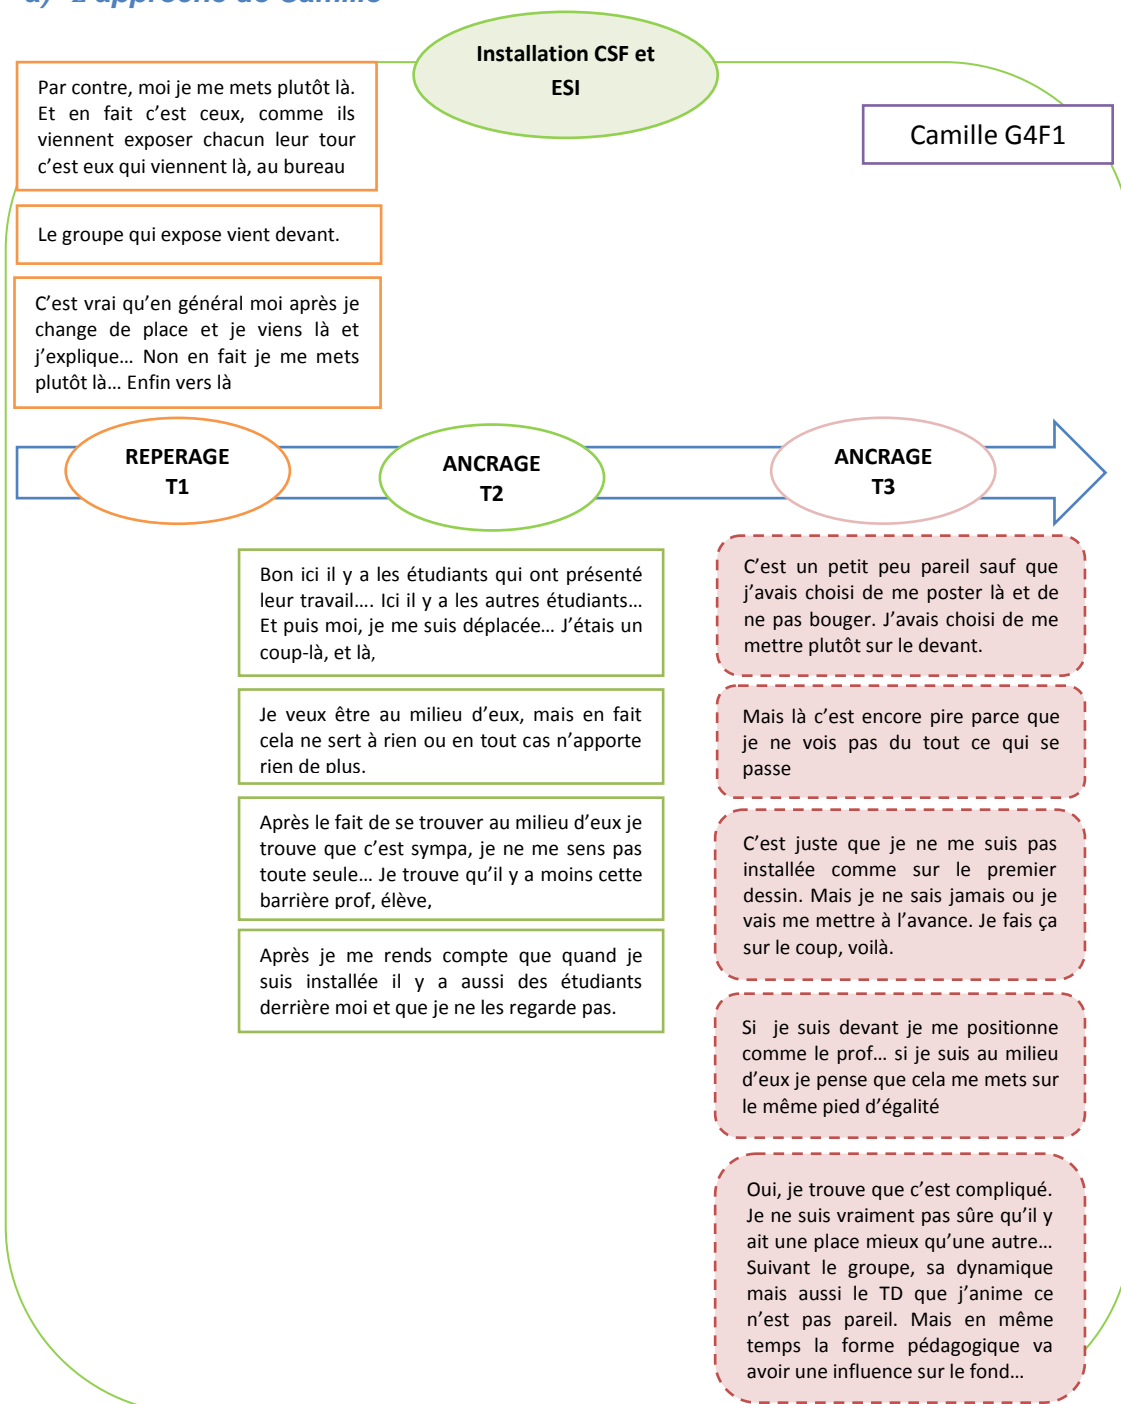 approche de Camille
Installation CSF et
ESI
Camille G4F1
Par contre, moi je me mets plutôt là.
Et en fait c’est ceux, comme ils
viennent exposer chacun leur tour
c’est eux qui viennent là, au bureau
Le groupe qui expose vient devant.
C’est vrai qu’en général moi après je
change de place et je viens là et
j’explique… Non en fait je me mets
plutôt là… Enfin vers là
REPERAGE
T1
ANCRAGE
T2
ANCRAGE
T3
Bon ici il y a les étudiants qui ont présenté
leur travail…. Ici il y a les autres étudiants…
Et puis moi, je me suis déplacée… J’étais un
coup-là, et là,
Je veux être au milieu d’eux, mais en fait
cela ne sert à rien ou en tout cas n’apporte
rien de plus.
Après le fait de se trouver au milieu d’eux je
trouve que c’est sympa, je ne me sens pas
toute seule… Je trouve qu’il y a moins cette
barrière prof, élève,
Après je me rends compte que quand je
suis installée il y a aussi des étudiants
derrière moi et que je ne les regarde pas.
C’est un petit peu pareil sauf que
j’avais choisi de me poster là et de
ne pas bouger. J’avais choisi de me
mettre plutôt sur le devant.
Mais là c’est encore pire parce que
je ne vois pas du tout ce qui se
passe
C’est juste que je ne me suis pas
installée comme sur le premier
dessin. Mais je ne sais jamais ou je
vais me mettre à l’avance. Je fais ça
sur le coup, voilà.
Si je suis devant je me positionne
comme le prof… si je suis au milieu
d’eux je pense que cela me mets sur
le même pied d’égalité
Oui, je trouve que c’est compliqué.
Je ne suis vraiment pas sûre qu’il y
ait une place mieux qu’une autre…
Suivant le groupe, sa dynamique
mais aussi le TD que j’anime ce
n’est pas pareil. Mais en même
temps la forme pédagogique va
avoir une influence sur le fond…